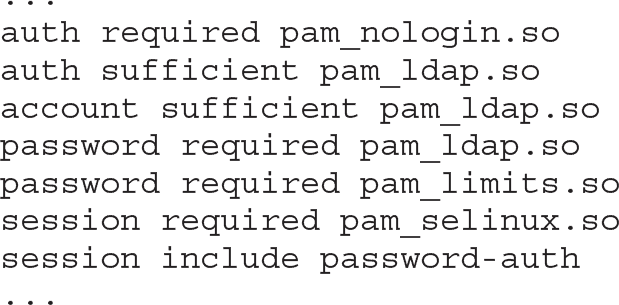 ...
auth required pam_nologin.so
auth sufficient pam_ldap.so
account sufficient pam_ldap.so
password required pam_ldap.so
password required pam_limits.so
session required pam_selinux.so
session include password-auth
...